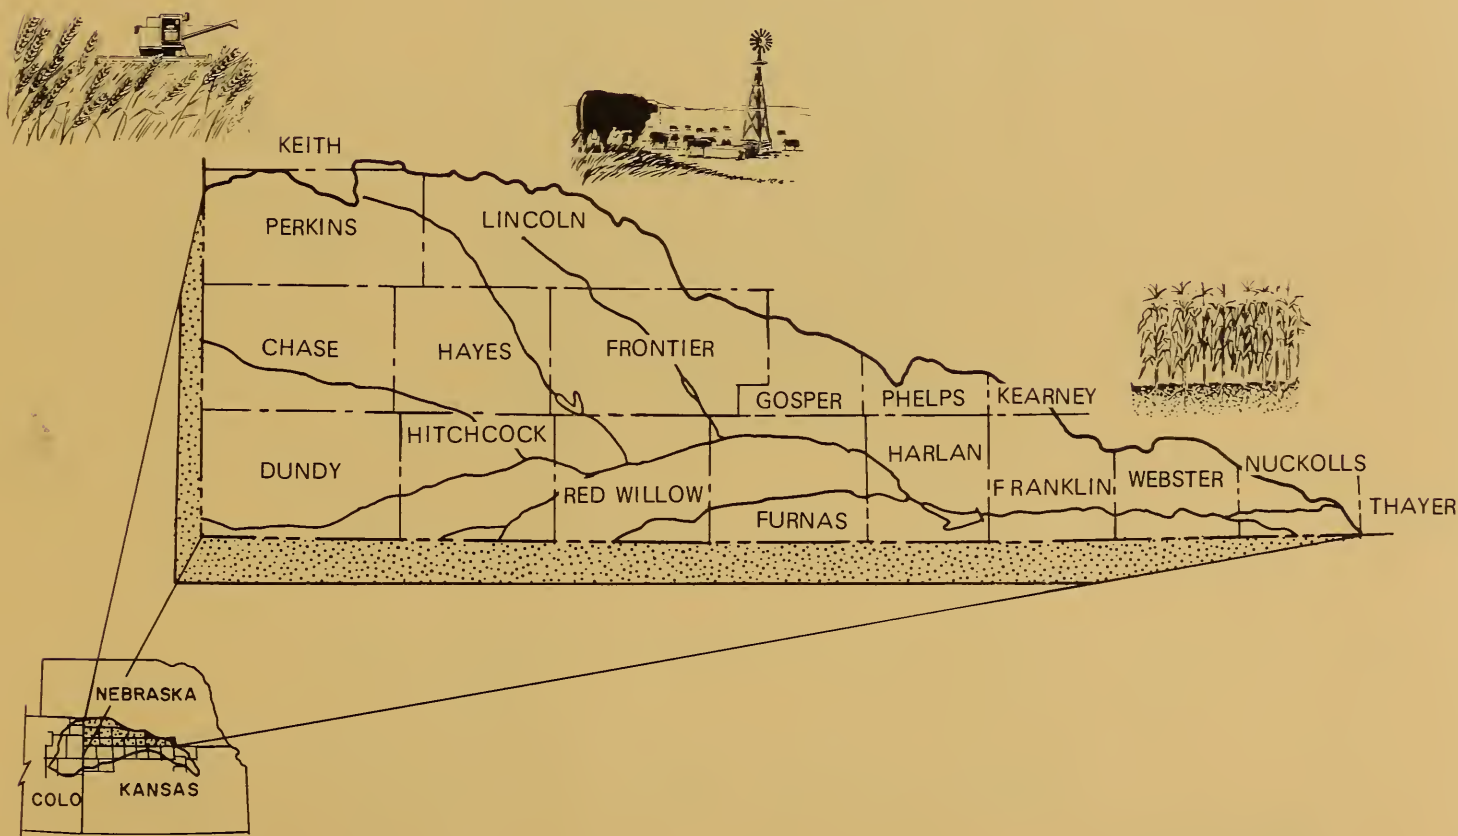 KEITH
PERKINS
LINCOLN
CHASE
HAYES
FRONTIER
GOSPER
PHELPS
KEARNEY
DUNDY
HITCHCOCK
RED WILLOW
FURNAS
HARLAN
FRANKLIN
WEBSTER
NUCKOLLS
THAYER
NEBRASKA
COLO
KANSAS